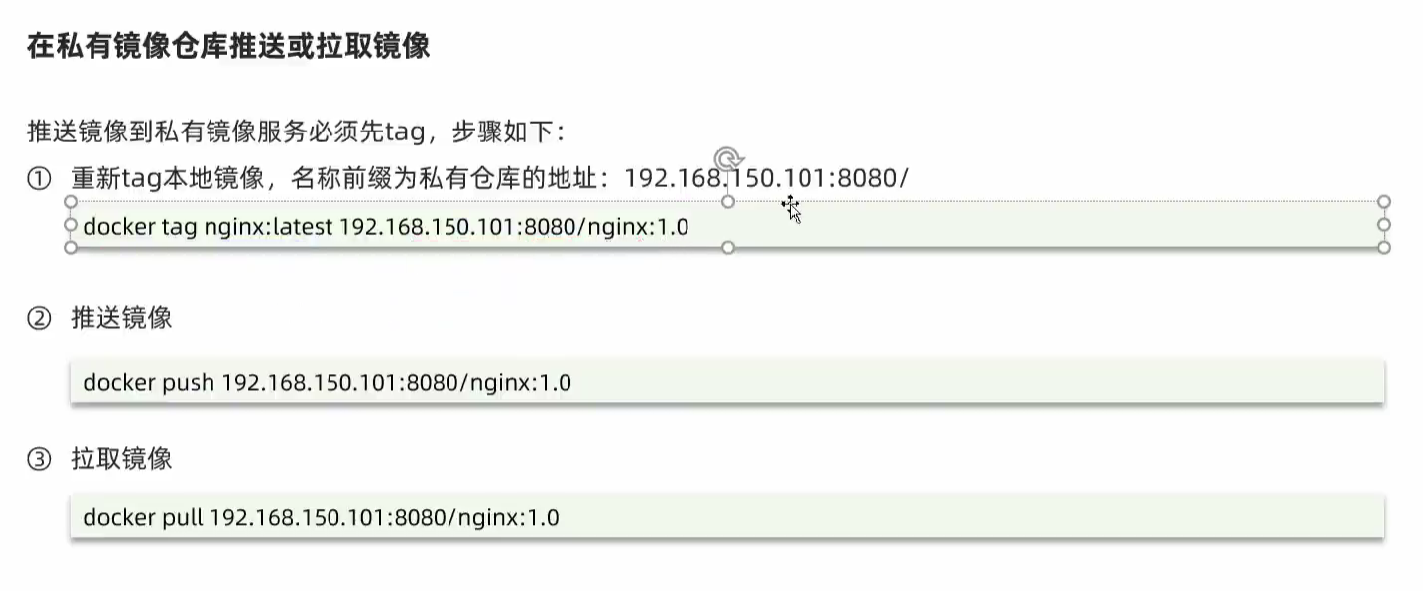 在私有镜像仓库推送或拉取镜像
推送镜像到私有镜像服务必须先tag，步骤如下：
① 重新tag本地镜像，名称前缀为私有仓库的地址：192.168.150.101:8080/
docker tag nginx:latest 192.168.150.101:8080/nginx:1.0
② 推送镜像
docker push 192.168.150.101:8080/nginx:1.0
③ 拉取镜像
docker pull 192.168.150.101:8080/nginx:1.0